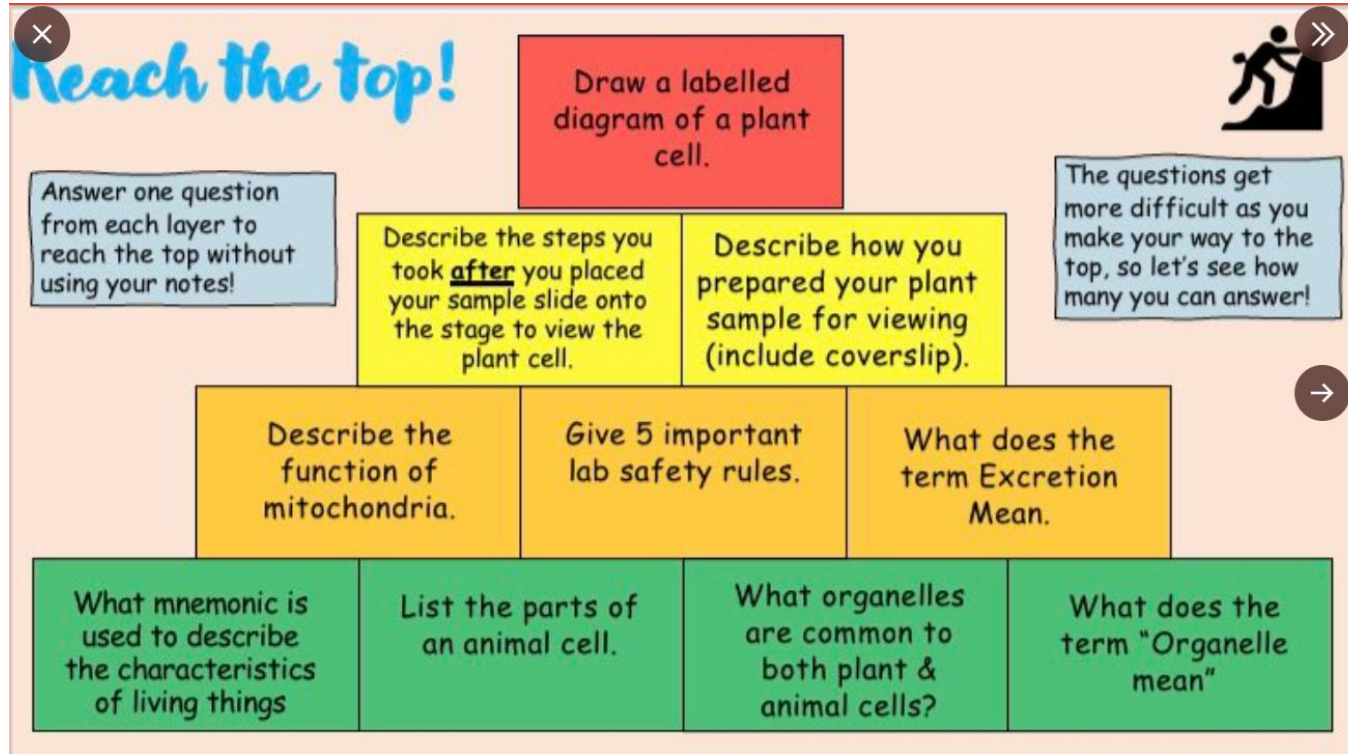 Reach the top!
Draw a labelled
diagram of a plant
cell.
Answer one question
from each layer to
reach the top without
using your notes!
The questions get
more difficult as you
make your way to the
top, so let's see how
many you can answer!
Describe the steps you
took after you placed
your sample slide onto
the stage to view the
plant cell.
Describe how you
prepared your plant
sample for viewing
(include coverslip).
Describe the
function of
mitochondria.
Give 5 important
lab safety rules.
What does the
term Excretion
Mean.
What mnemonic is
used to describe
the characteristics
of living things
List the parts of
an animal cell.
What organelles
are common to
both plant &
animal cells?
What does the
term "Organelle
mean"